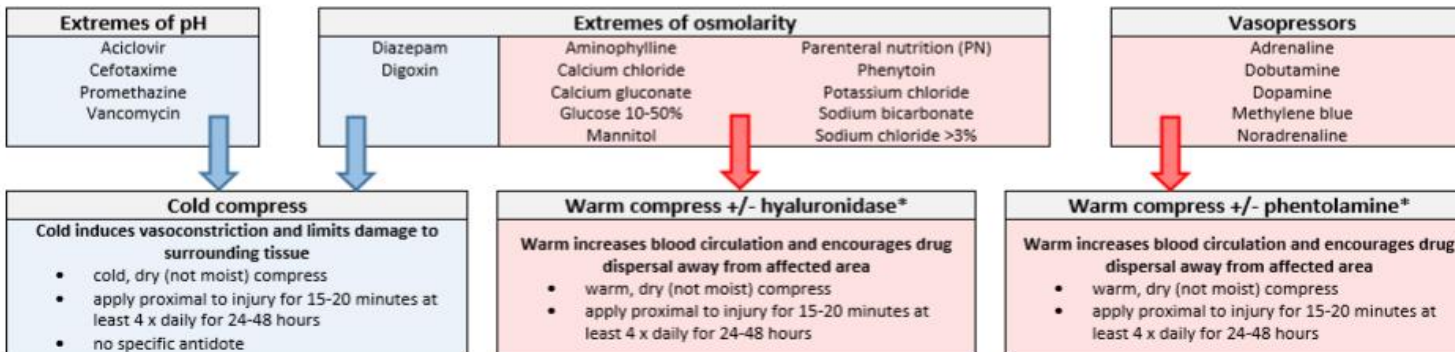 Extremes of pH
Aciclovir
Cefotaxime
Promethazine
Vancomycin
Extremes of osmolarity
Diazepam
Digoxin
Aminophylline
Calcium chloride
Calcium gluconate
Glucose 10-50%
Mannitol
Parenteral nutrition (PN)
Phenytoin
Potassium chloride
Sodium bicarbonate
Sodium chloride >3%
Vasopressors
Adrenaline
Dobutamine
Dopamine
Methylene blue
Noradrenaline
Cold compress
Cold induces vasoconstriction and limits damage to
surrounding tissue
• cold, dry (not moist) compress
• apply proximal to injury for 15-20 minutes at
least 4 x daily for 24-48 hours
• no specific antidote
Warm compress +/- hyaluronidase*
Warm increases blood circulation and encourages drug
dispersal away from affected area
• warm, dry (not moist) compress
• apply proximal to injury for 15-20 minutes at
least 4 x daily for 24-48 hours
Warm compress +/- phentolamine*
Warm increases blood circulation and encourages drug
dispersal away from affected area
• warm, dry (not moist) compress
• apply proximal to injury for 15-20 minutes at
least 4 x daily for 24-48 hours